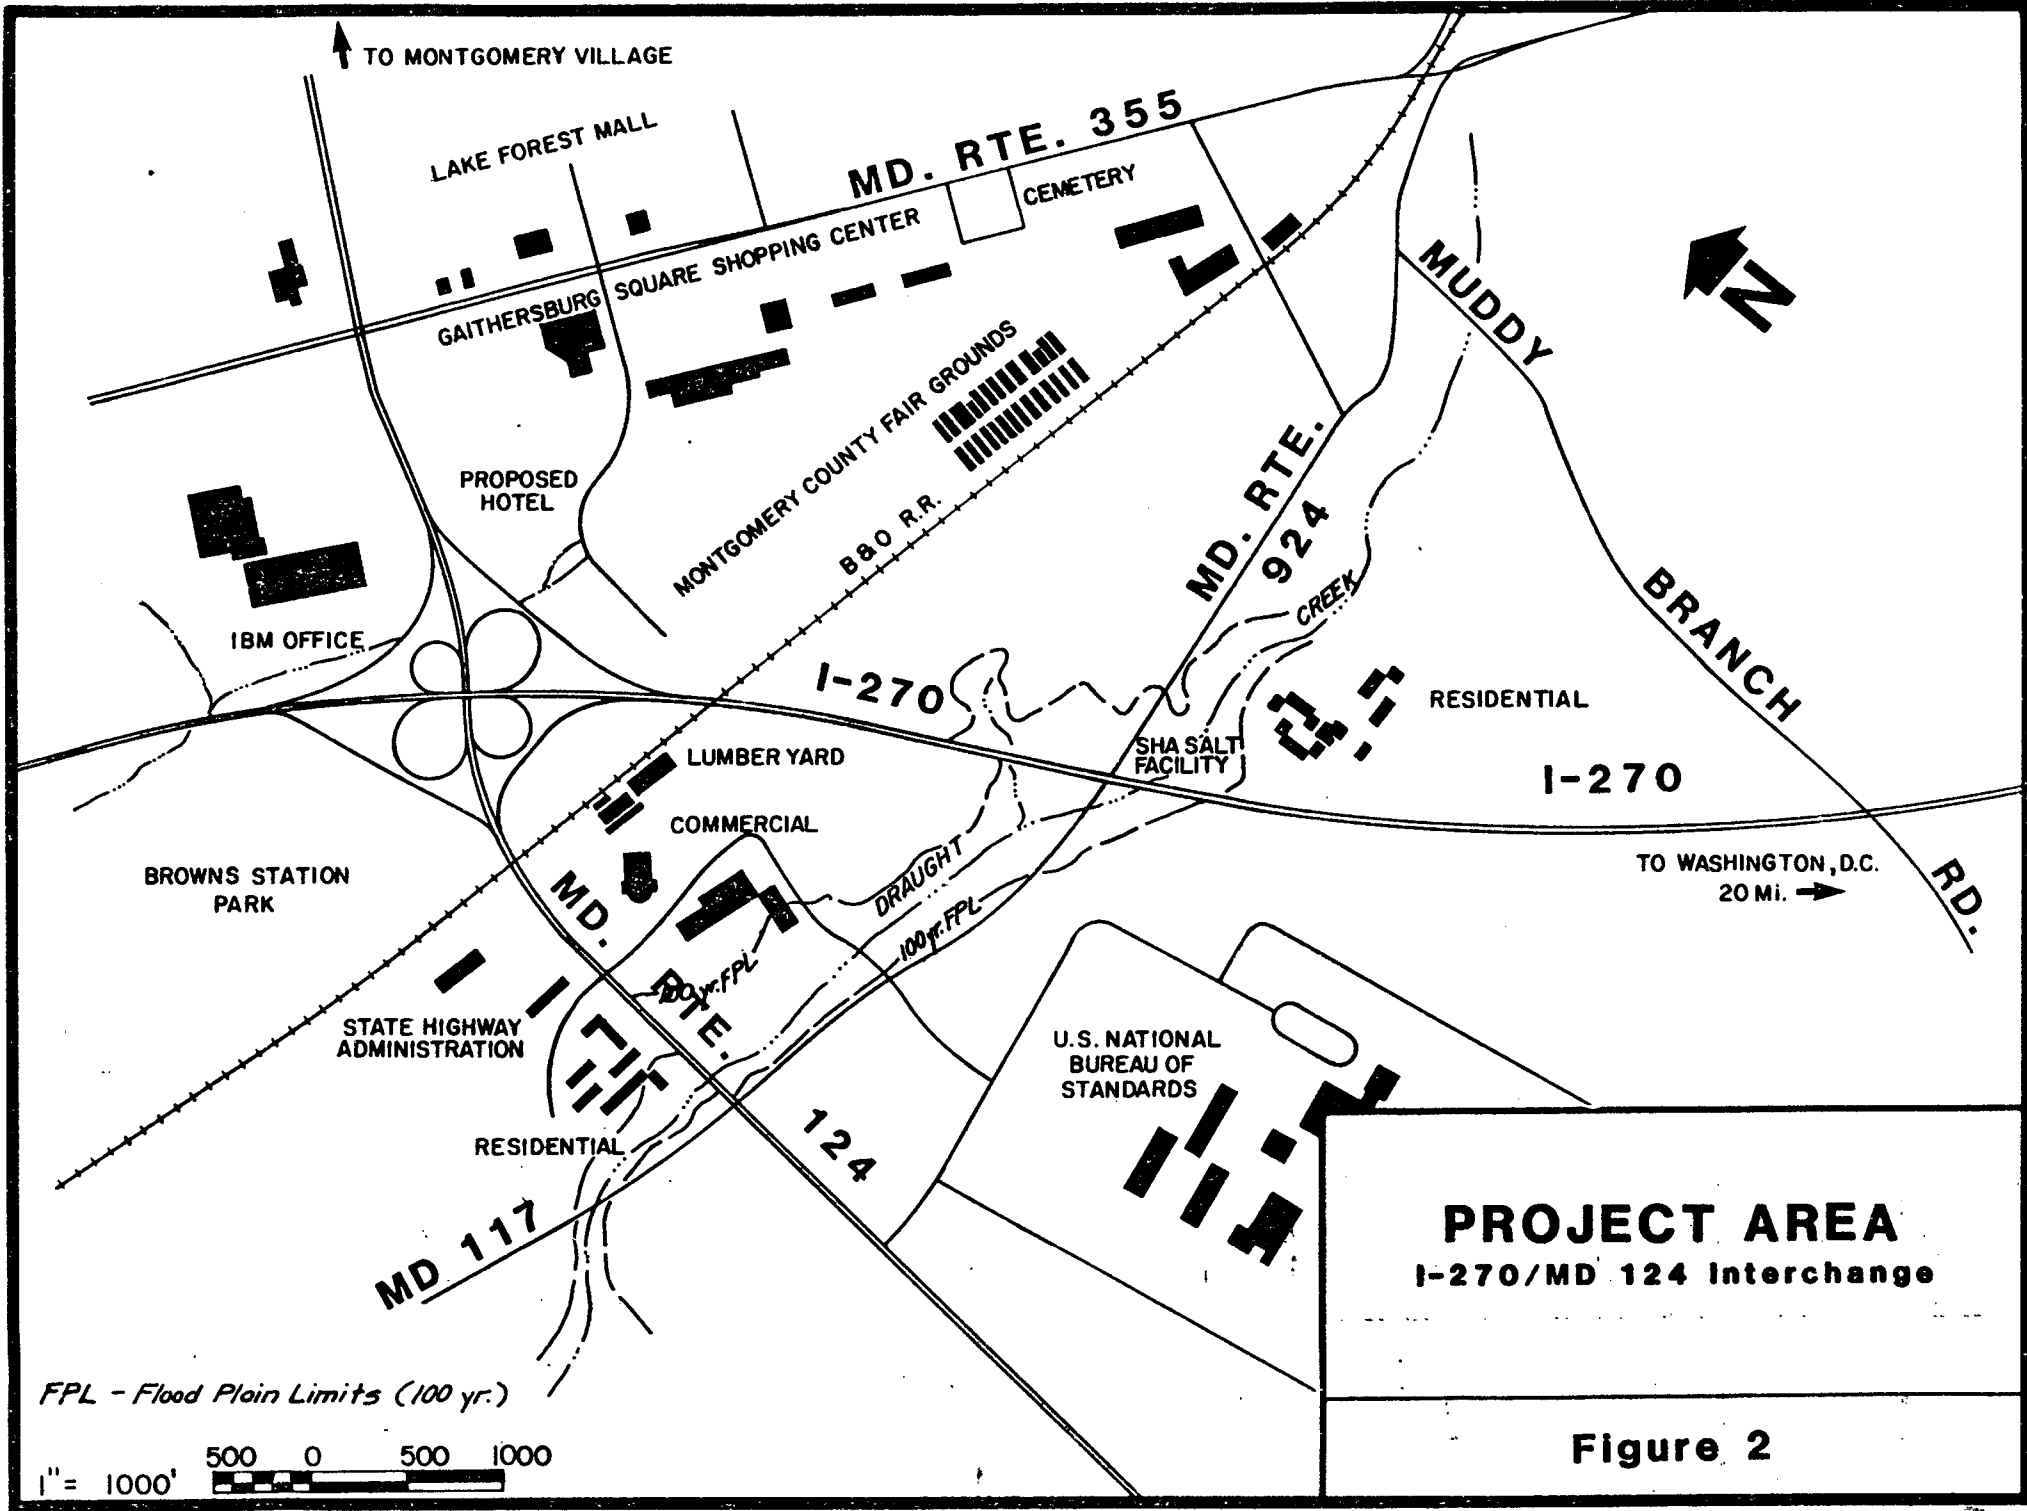 TO MONTGOMERY VILLAGE
LAKE FOREST MALL
MD. RTE. 355
GAITHERSBURG SQUARE SHOPPING CENTER
CEMETERY
MUDDY BRANCH RD.
N
PROPOSED
HOTEL
MONTGOMERY COUNTY FAIR GROUNDS
B&O R.R.
MD. RTE.
924
CREEK
IBM OFFICE
I-270
RESIDENTIAL
SHA SALT
FACILITY
I-270
LUMBER YARD
COMMERCIAL
BROWNS STATION
PARK
MD. RTE. 124
DRAUGHT
100 yr. FPL
100 yr. FPL
TO WASHINGTON, D.C.
20 Mi.
STATE HIGHWAY
ADMINISTRATION
U.S. NATIONAL
BUREAU OF
STANDARDS
RESIDENTIAL
MD 117
PROJECT AREA
I-270/MD 124 Interchange
Figure 2
FPL - Flood Plain Limits (100 yr.)
500 0 500 1000
1" = 1000'